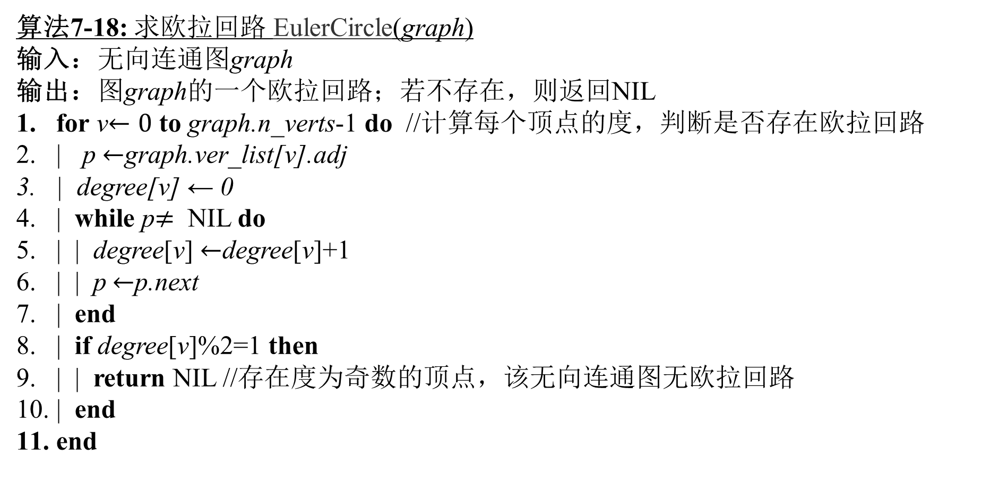 算法7-18: 求欧拉回路 EulerCircle(graph)
输入：无向连通图graph
输出：图graph的一个欧拉回路；若不存在，则返回NIL
1. for v← 0 to graph.n_verts-1 do //计算每个顶点的度，判断是否存在欧拉回路
2. | p ←graph.ver_list[v].adj
3. | degree[v] ← 0
4. | while p≠ NIL do
5. | | degree[v] ←degree[v]+1
6. | | p ←p.next
7. | end
8. | if degree[v]%2=1 then
9. | | return NIL //存在度为奇数的顶点，该无向连通图无欧拉回路
10. | end
11. end